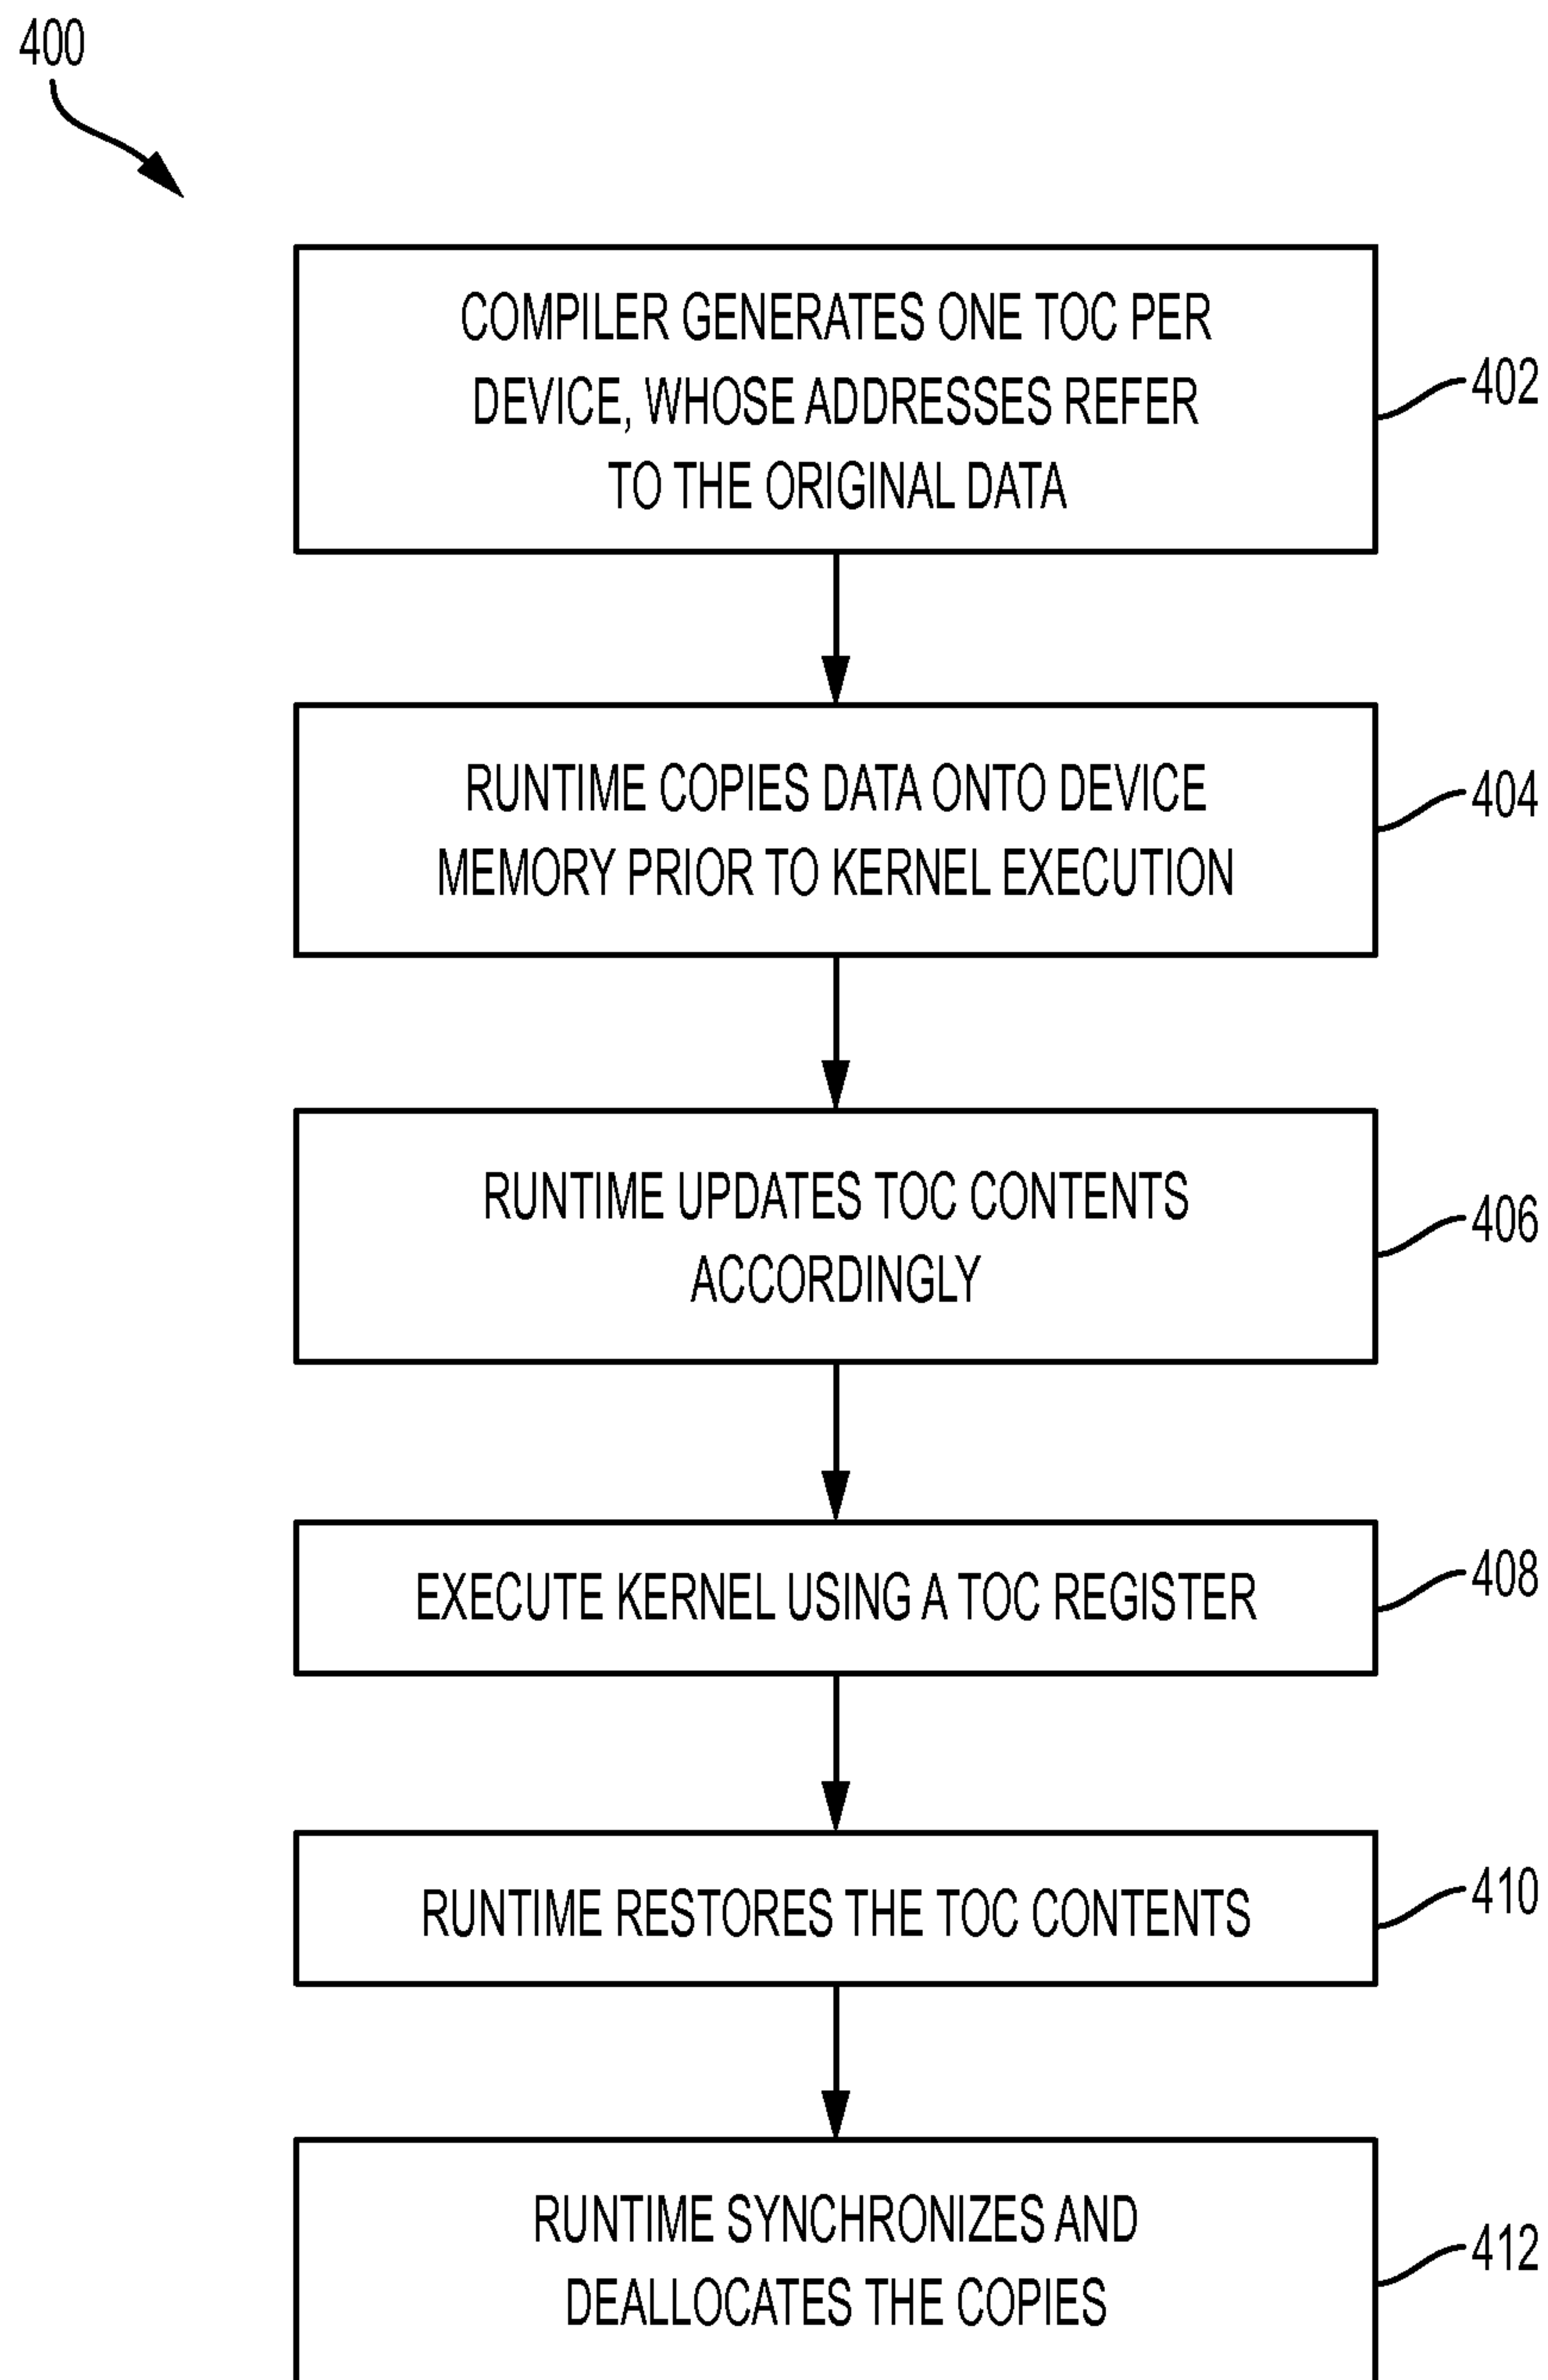 400
COMPILER GENERATES ONE TOC PER
DEVICE, WHOSE ADDRESSES REFER
TO THE ORIGINAL DATA
402
RUNTIME COPIES DATA ONTO DEVICE
MEMORY PRIOR TO KERNEL EXECUTION
404
RUNTIME UPDATES TOC CONTENTS
ACCORDINGLY
406
EXECUTE KERNEL USING A TOC REGISTER
408
RUNTIME RESTORES THE TOC CONTENTS
410
RUNTIME SYNCHRONIZES AND
DEALLOCATES THE COPIES
412